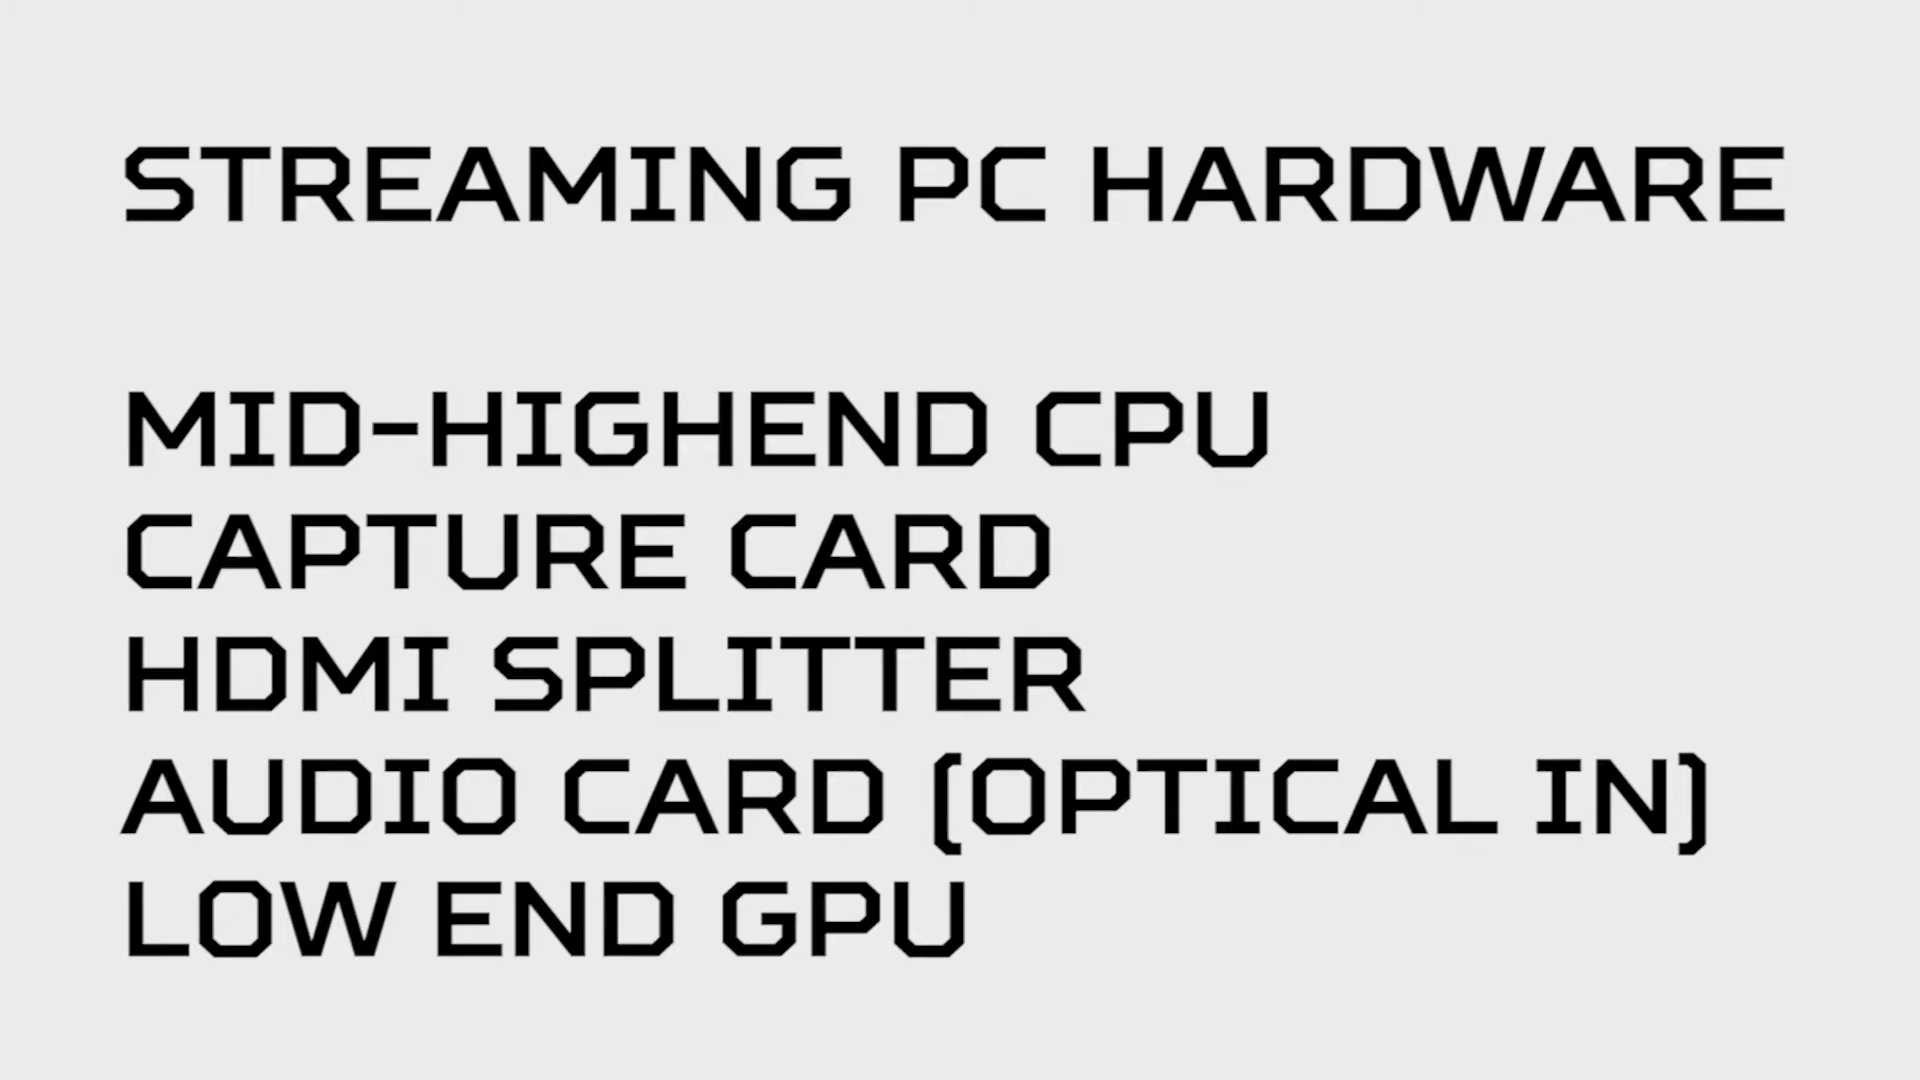 STREAMING PC HARDWARE
MID-HIGHEND CPU
CAPTURE CARD
HDMI SPLITTER
AUDIO CARD (OPTICAL IN)
LOW END GPU